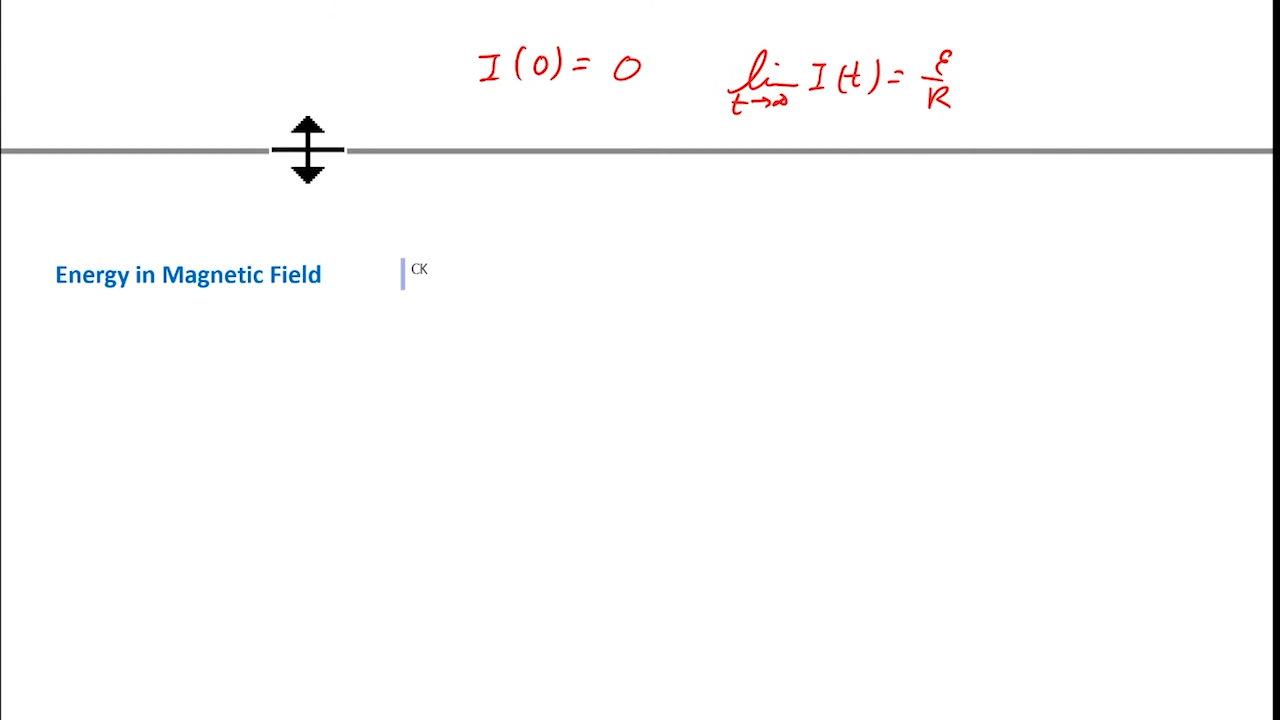 I(0) = 0 lim t→∞ I(t) = ℰ/R
Energy in Magnetic Field CK